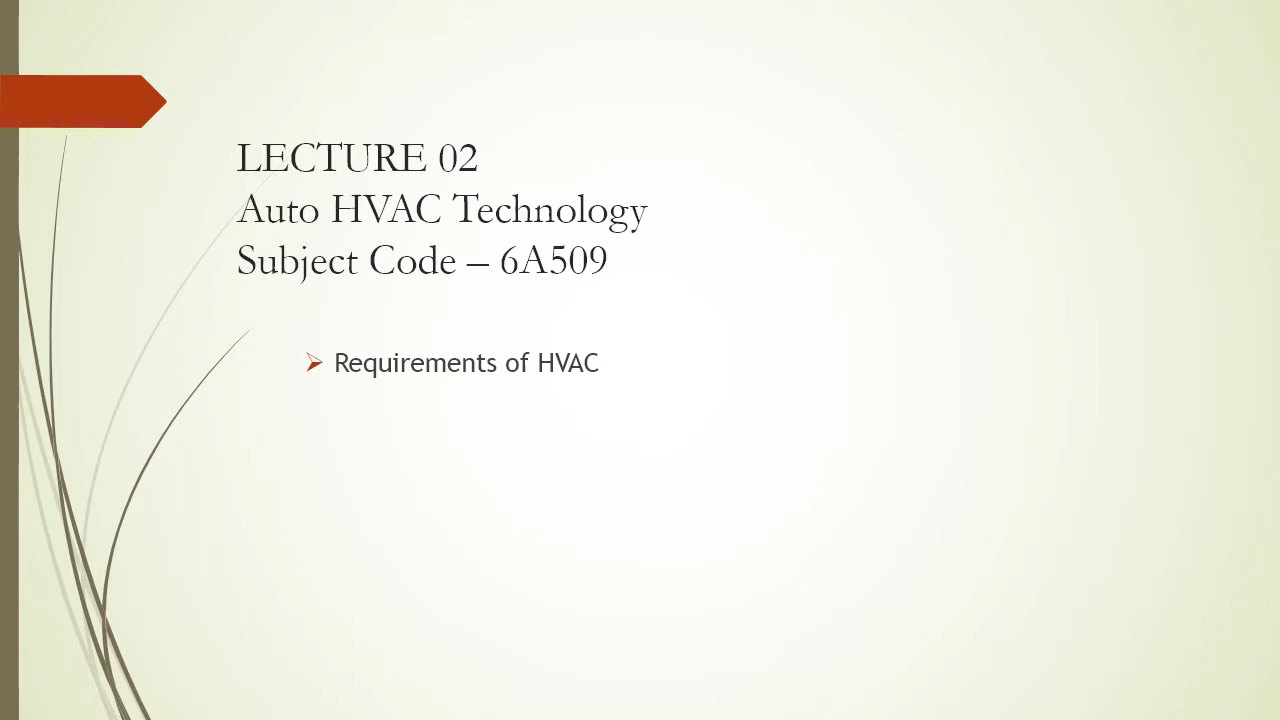 LECTURE 02
Auto HVAC Technology
Subject Code – 6A509
Requirements of HVAC